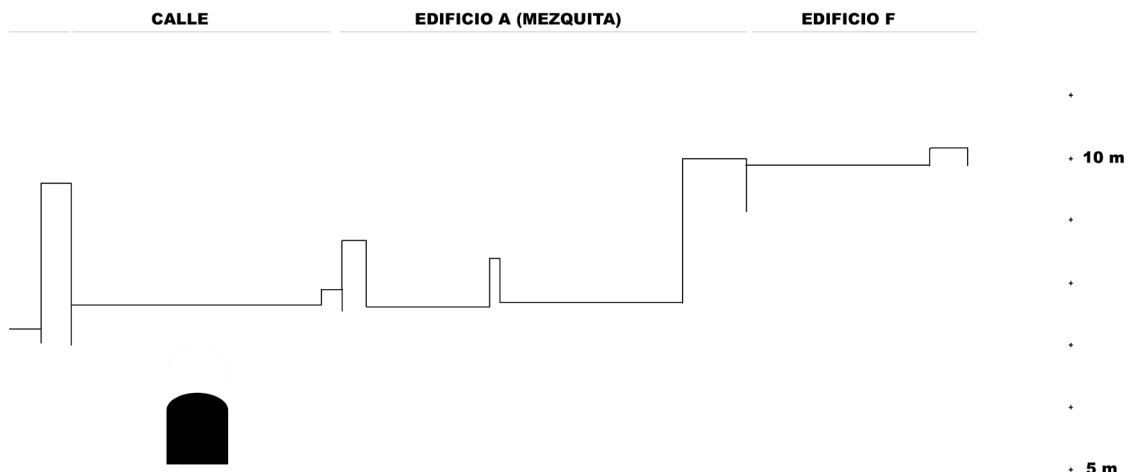 CALLE
EDIFICIO A (MEZQUITA)
EDIFICIO F
10 m
5 m